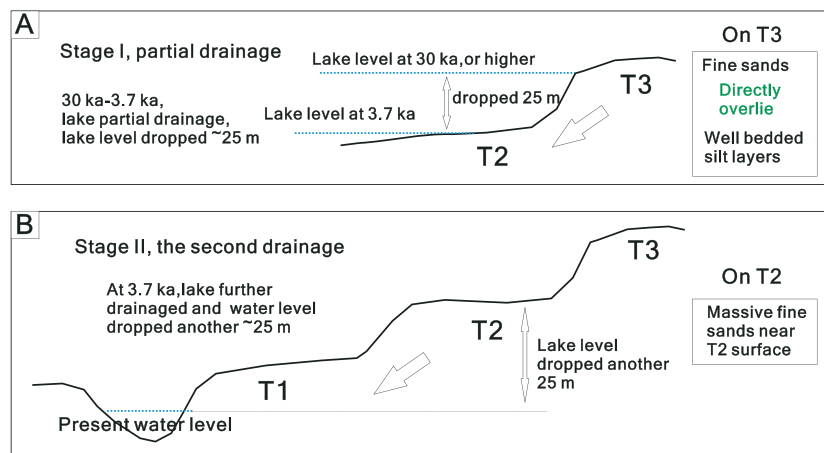 A
Stage I, partial drainage
30 ka-3.7 ka,
lake partial drainage,
lake level dropped ~25 m
Lake level at 30 ka,or higher
dropped 25 m
Lake level at 3.7 ka
T3
T2
On T3
Fine sands
Directly
overlie
Well bedded
silt layers
B
Stage II, the second drainage
At 3.7 ka,lake further
drainaged and water level
dropped another ~25 m
T3
T2
T1
Lake level
dropped another
25 m
Present water level
On T2
Massive fine
sands near
T2 surface